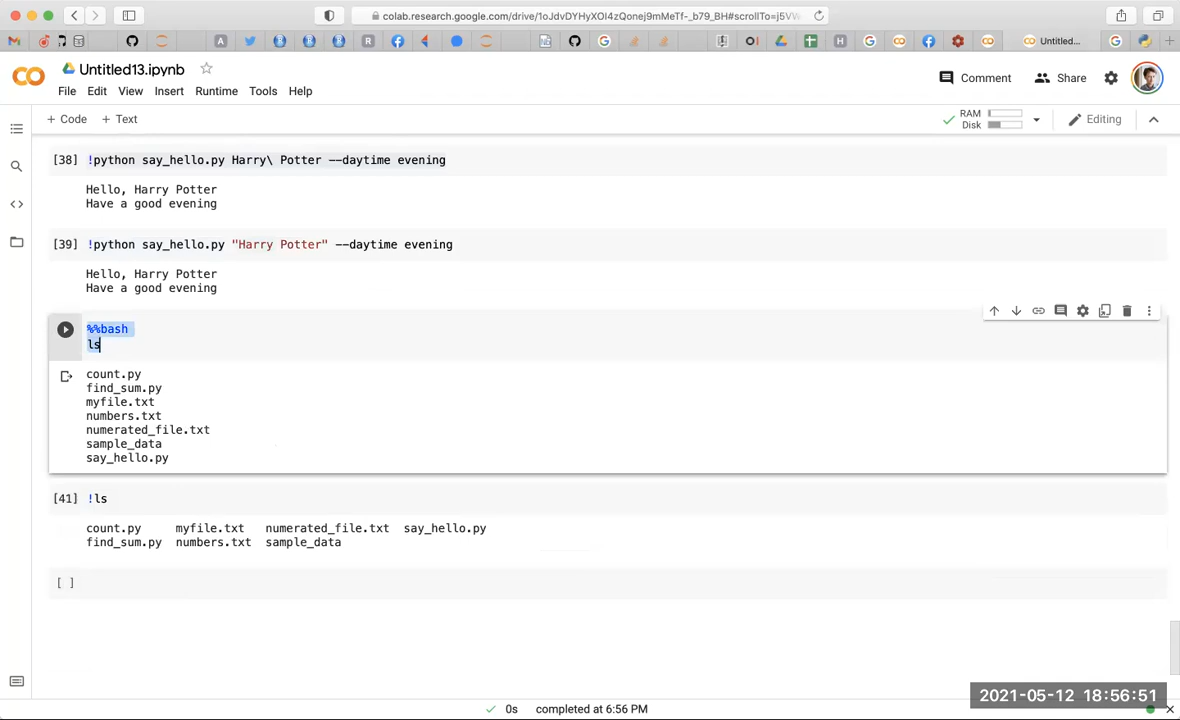 colab.research.google.com/drive/1oJdvDYHyXOI4zQonej9mMeTf-_b79_BH#scrollTo=j5VW
Untitled...
Untitled13.ipynb
File Edit View Insert Runtime Tools Help
Comment
Share
+ Code + Text
RAM
Disk
Editing
[38] !python say_hello.py Harry\ Potter --daytime evening
Hello, Harry Potter
Have a good evening
[39] !python say_hello.py "Harry Potter" --daytime evening
Hello, Harry Potter
Have a good evening
%%bash
ls
count.py
find_sum.py
myfile.txt
numbers.txt
numerated_file.txt
sample_data
say_hello.py
[41] !ls
count.py myfile.txt numerated_file.txt say_hello.py
find_sum.py numbers.txt sample_data
[ ]
2021-05-12 18:56:51
0s completed at 6:56 PM